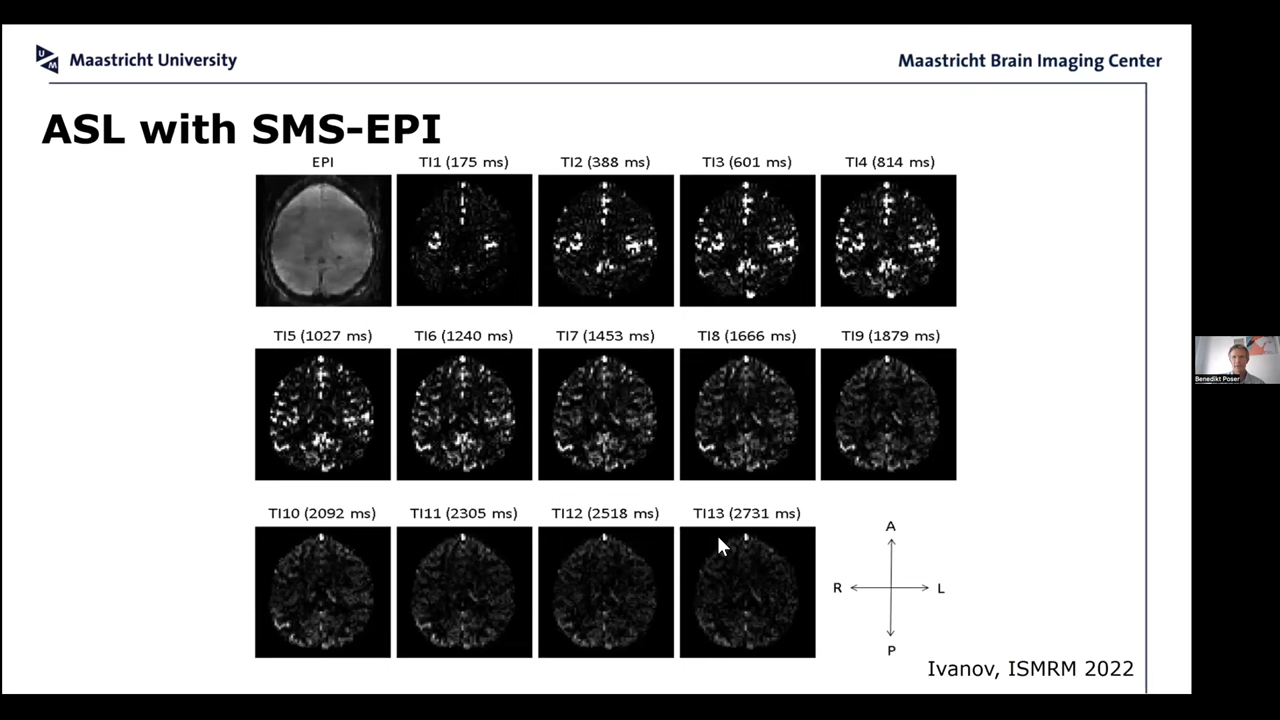 UM
Maastricht University
Maastricht Brain Imaging Center
ASL with SMS-EPI
EPI
TI1 (175 ms)
TI2 (388 ms)
TI3 (601 ms)
TI4 (814 ms)
TI5 (1027 ms)
TI6 (1240 ms)
TI7 (1453 ms)
TI8 (1666 ms)
TI9 (1879 ms)
TI10 (2092 ms)
TI11 (2305 ms)
TI12 (2518 ms)
TI13 (2731 ms)
A
R
L
P
Ivanov, ISMRM 2022
Benedikt Poser